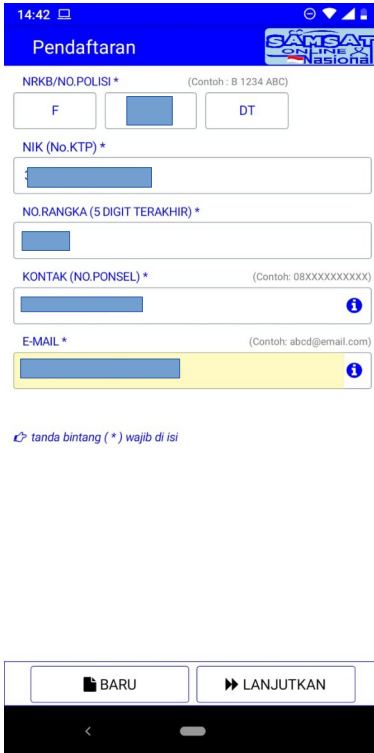 14:42
Pendaftaran
SAMSAT
ONLINE
Nasional
NRKB/NO.POLISI * (Contoh : B 1234 ABC)
F DT
NIK (No.KTP) *
NO.RANGKA (5 DIGIT TERAKHIR) *
KONTAK (NO.PONSEL) * (Contoh: 08XXXXXXXXXX)
E-MAIL * (Contoh: abcd@email.com)
tanda bintang ( * ) wajib di isi
BARU LANJUTKAN